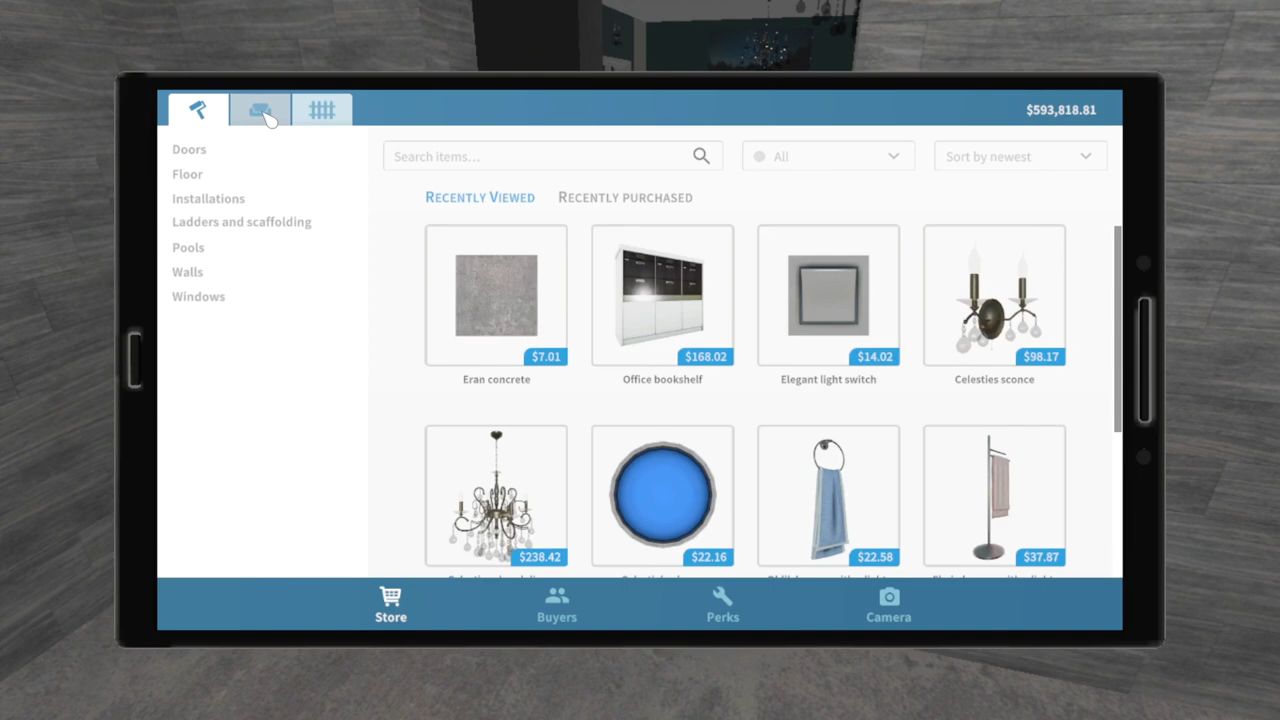 $593,818.81
Doors
Floor
Installations
Ladders and scaffolding
Pools
Walls
Windows
Search items...
All
Sort by newest
RECENTLY VIEWED
RECENTLY PURCHASED
$7.01
$168.02
$14.02
$98.17
Eran concrete
Office bookshelf
Elegant light switch
Celesties sconce
$238.42
$22.16
$22.58
$37.87
Store
Buyers
Perks
Camera